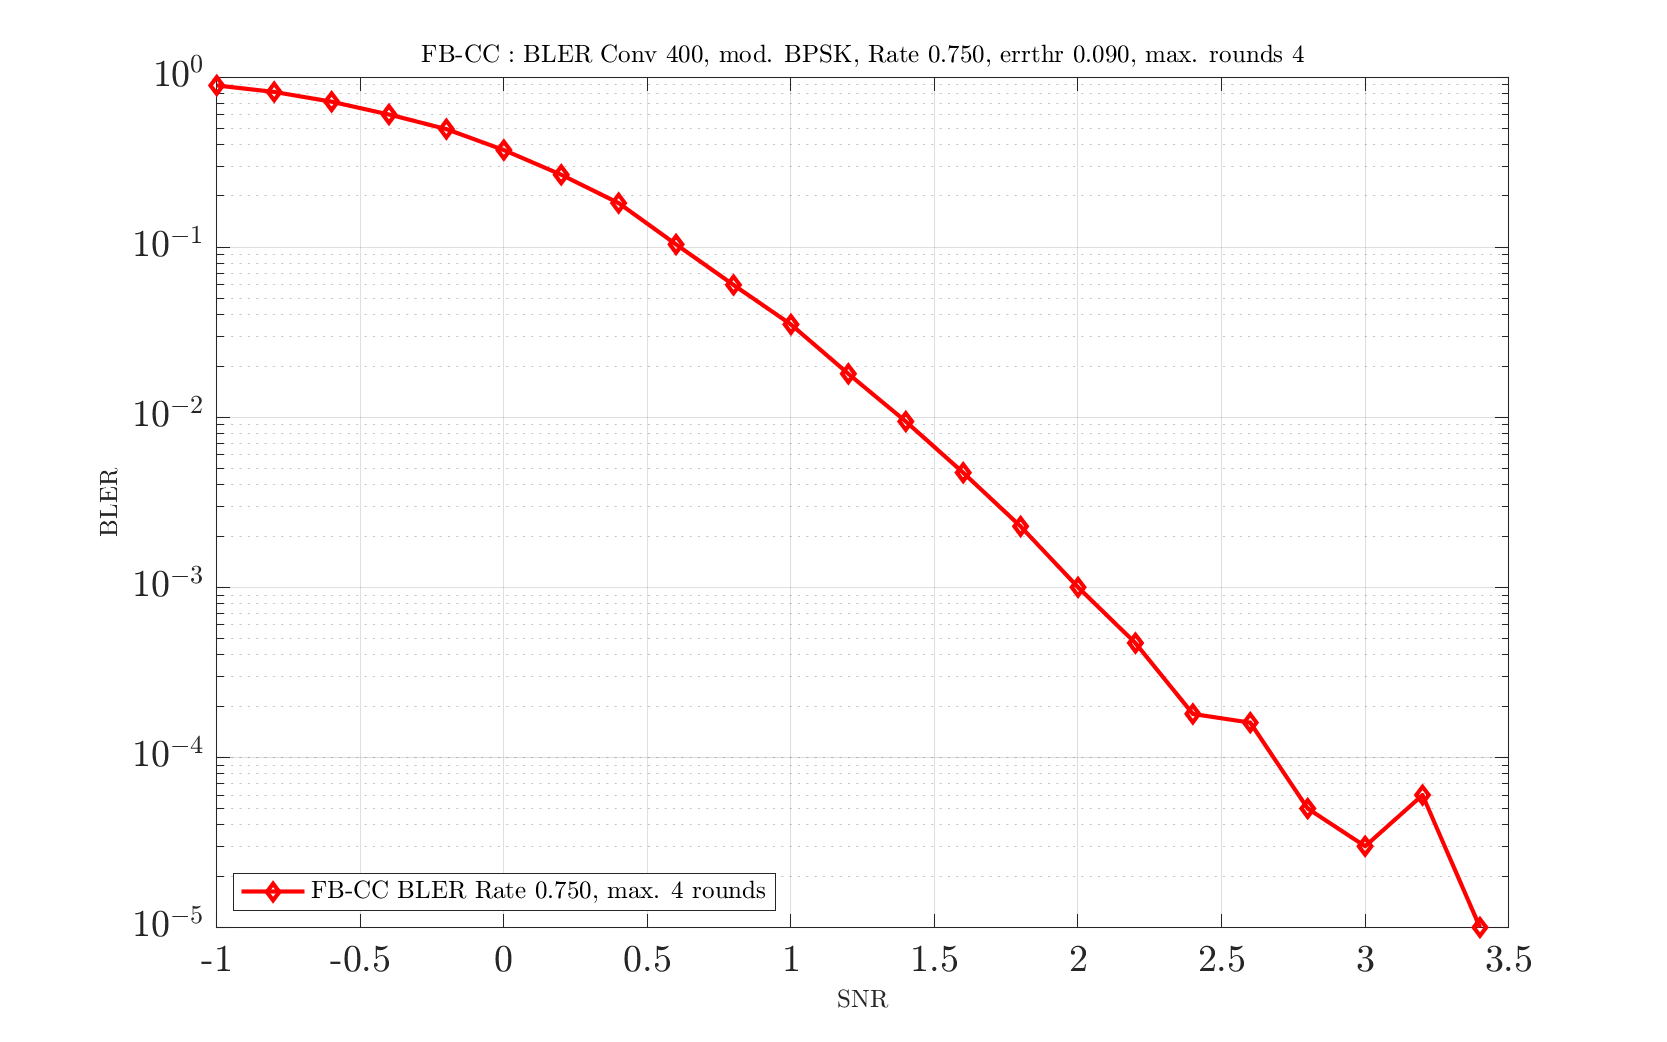 FB-CC : BLER Conv 400, mod. BPSK, Rate 0.750, errthr 0.090, max. rounds 4
10^0
10^-1
10^-2
10^-3
10^-4
10^-5
BLER
FB-CC BLER Rate 0.750, max. 4 rounds
-1 -0.5 0 0.5 1 1.5 2 2.5 3 3.5
SNR